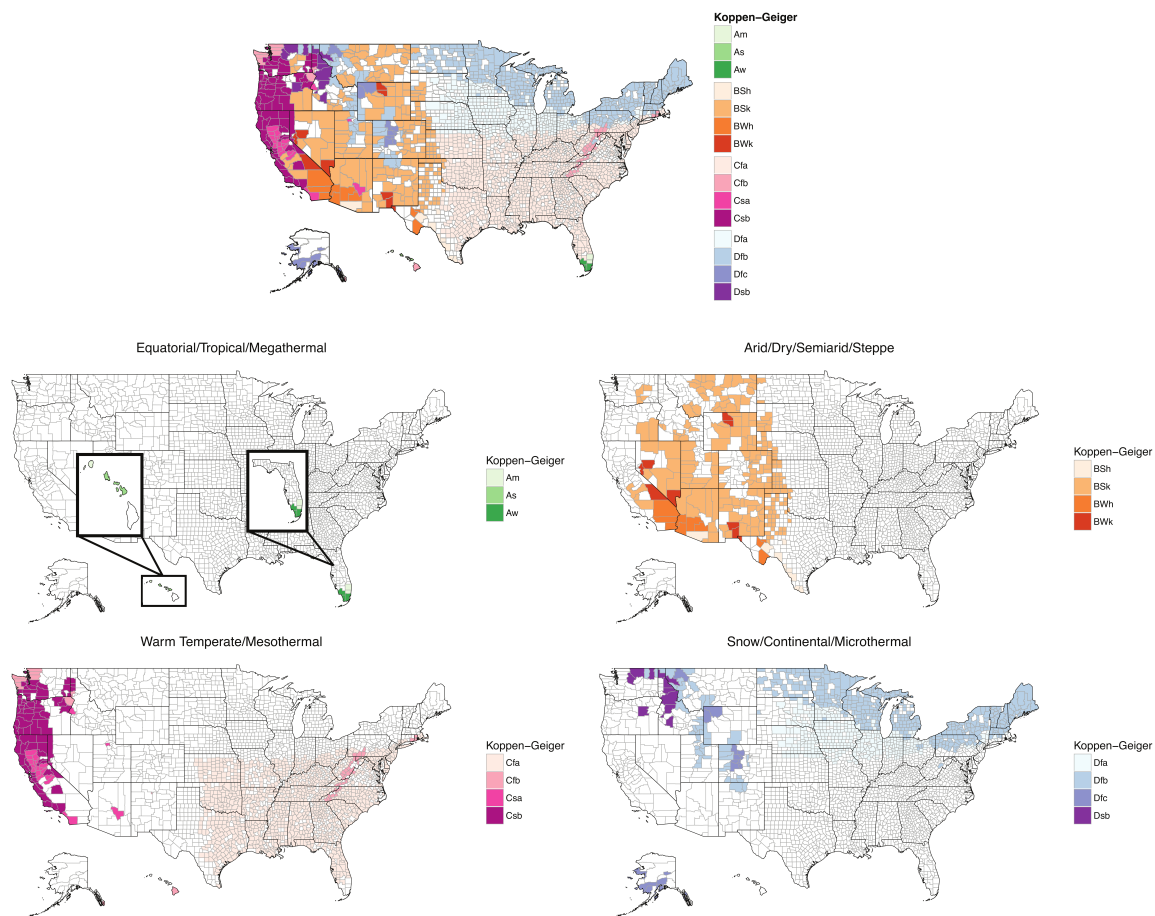 Koppen−Geiger
Am
As
Aw
BSh
BSk
BWh
BWk
Cfa
Cfb
Csa
Csb
Dfa
Dfb
Dfc
Dsb
Equatorial/Tropical/Megathermal
Koppen−Geiger
Am
As
Aw
Arid/Dry/Semiarid/Steppe
Koppen−Geiger
BSh
BSk
BWh
BWk
Warm Temperate/Mesothermal
Koppen−Geiger
Cfa
Cfb
Csa
Csb
Snow/Continental/Microthermal
Koppen−Geiger
Dfa
Dfb
Dfc
Dsb